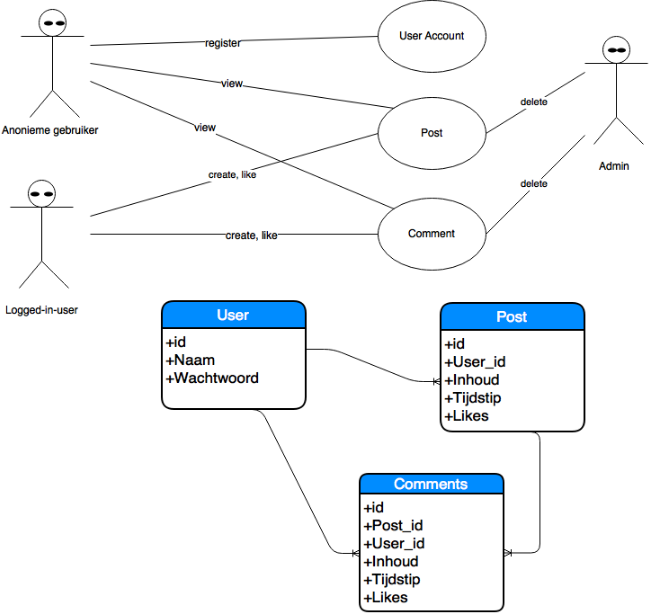 User Account
register
view
delete
Anonieme gebruiker
Post
view
Admin
create, like
delete
create, like
Comment
Logged-in-user
User
+id
+Naam
+Wachtwoord
Post
+id
+User_id
+Inhoud
+Tijdstip
+Likes
Comments
+id
+Post_id
+User_id
+Inhoud
+Tijdstip
+Likes